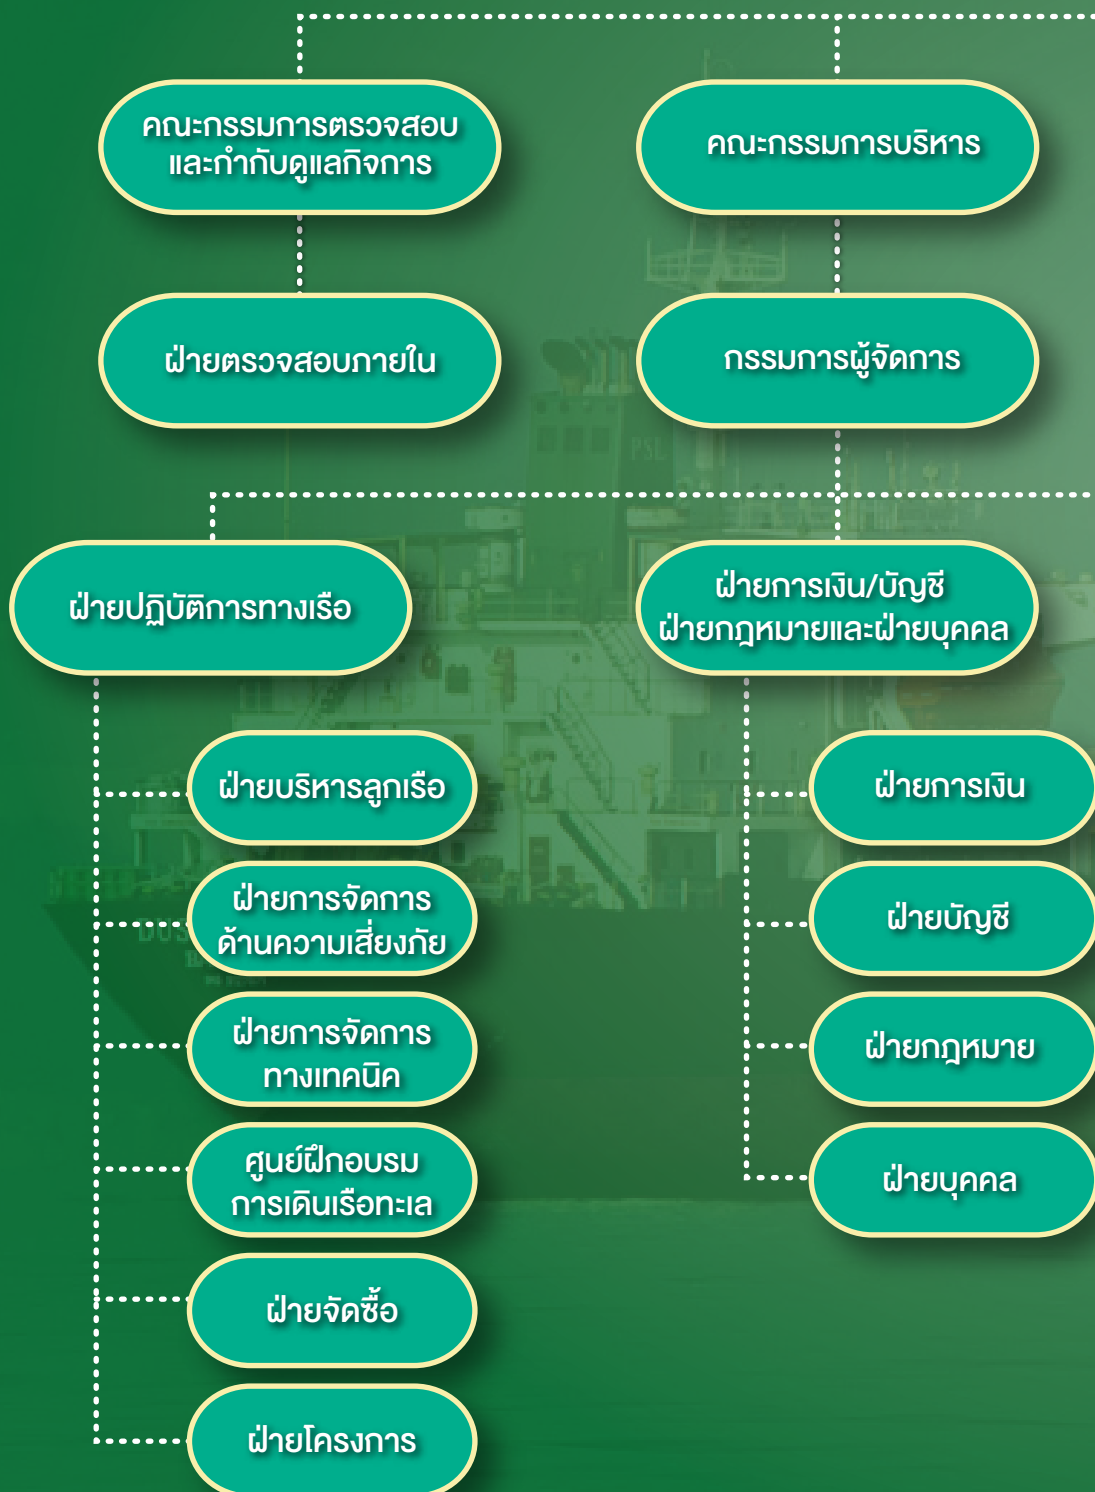 คณะกรรมการตรวจสอบ
และกำกับดูแลกิจการ
คณะกรรมการบริหาร
ฝ่ายตรวจสอบภายใน
กรรมการผู้จัดการ
PSL
ฝ่ายปฏิบัติการทางเรือ
ฝ่ายการเงิน/บัญชี
ฝ่ายกฎหมายและฝ่ายบุคคล
ฝ่ายบริหารลูกเรือ
ฝ่ายการจัดการ
ด้านความเสี่ยงภัย
ฝ่ายการจัดการ
ทางเทคนิค
ศูนย์ฝึกอบรม
การเดินเรือทะเล
ฝ่ายจัดซื้อ
ฝ่ายโครงการ
ฝ่ายการเงิน
ฝ่ายบัญชี
ฝ่ายกฎหมาย
ฝ่ายบุคคล